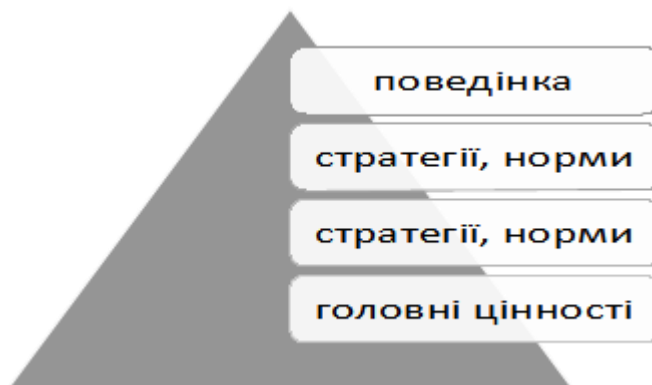 поведінка
стратегії, норми
стратегії, норми
головні цінності